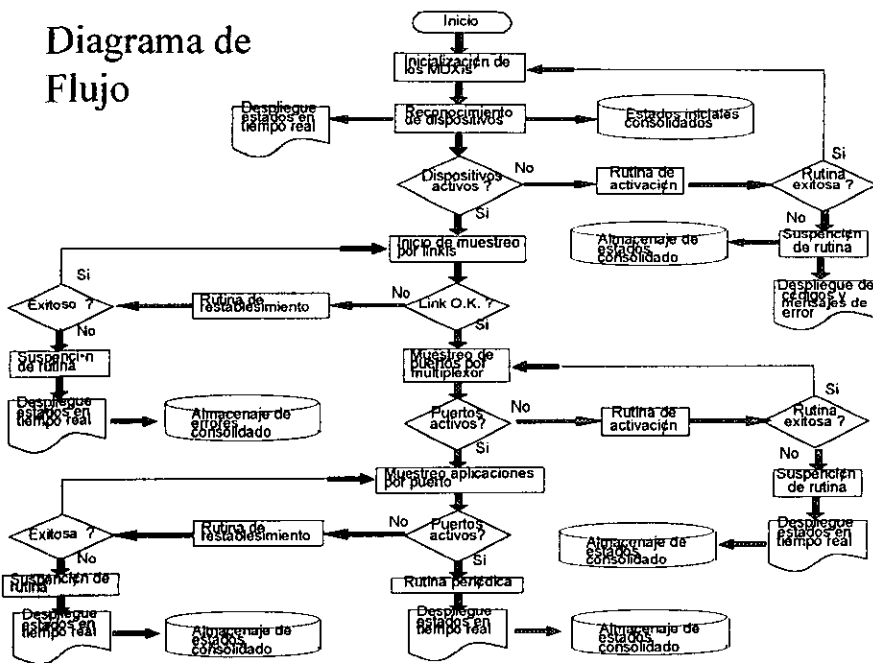 Diagrama de
Flujo
Inicio
Inicialización de
los MUXis
Despliegue
estados en
tiempo real
Reconocimiento
de dispositivos
Estados iniciales
consolidados
Dispositivos
activos ?
No
Rutina de
activación
Rutina
exitosa ?
Si
Si
No
Inicio de muestreo
por linkis
Almacenaje de
estados
consolidado
Suspención
de rutina
Despliegue de
códigos y
mensajes de
error
Si
Exitoso ?
Rutina de
restablesimiento
No
Link O.K. ?
No
Si
Suspención
de rutina
Muestreo de
puertos por
multiplexor
Despliegue
estados en
tiempo real
Almacenaje de
errores
consolidado
Puertos
activos?
No
Rutina de
activación
Rutina
exitosa ?
Si
Si
No
Muestreo aplicaciones
por puerto
Suspención
de rutina
Si
Exitosa ?
Rutina de
restablesimiento
No
Puertos
activos?
Almacenaje de
estados
consolidado
Despliegue
estados en
tiempo real
No
Si
Suspención de
rutina
Rutina periódica
Despliegue
estados en
tiempo real
Almacenaje de
estados
consolidado
Despliegue
estados en
tiempo real
Almacenaje de
estados
consolidado